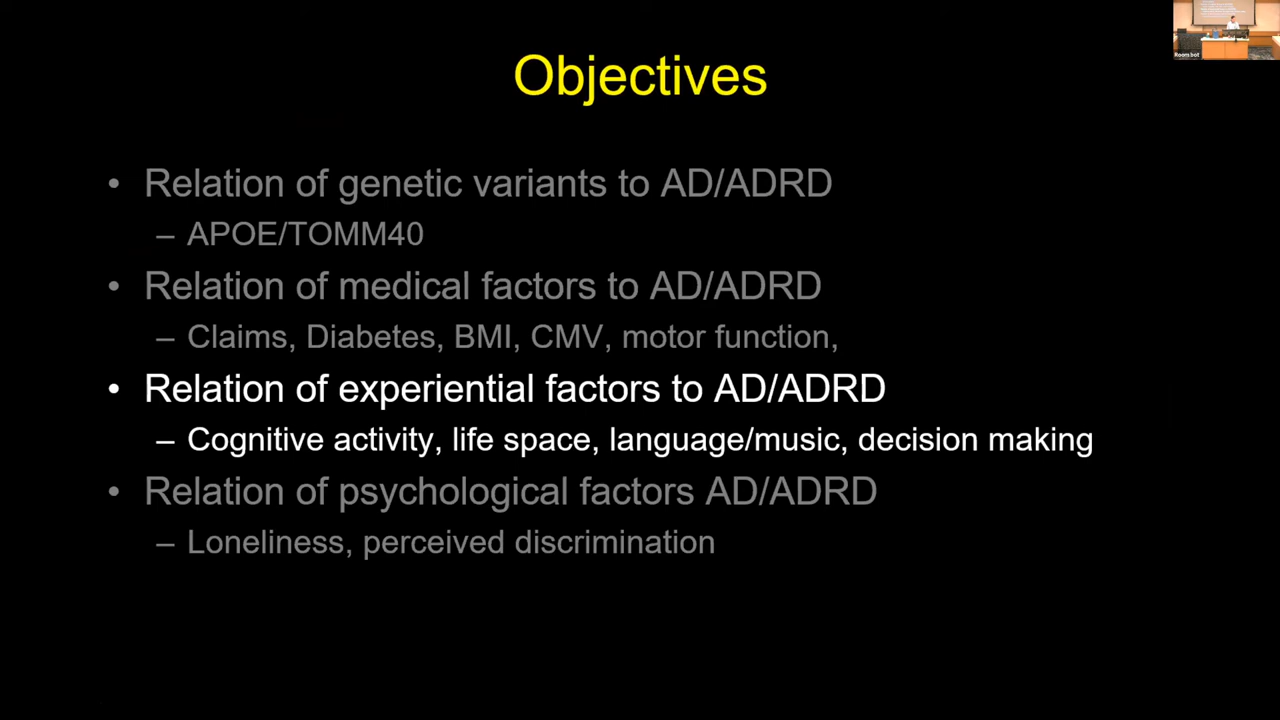 Objectives
• Relation of genetic variants to AD/ADRD
– APOE/TOMM40
• Relation of medical factors to AD/ADRD
– Claims, Diabetes, BMI, CMV, motor function,
• Relation of experiential factors to AD/ADRD
– Cognitive activity, life space, language/music, decision making
• Relation of psychological factors AD/ADRD
– Loneliness, perceived discrimination
Roombot